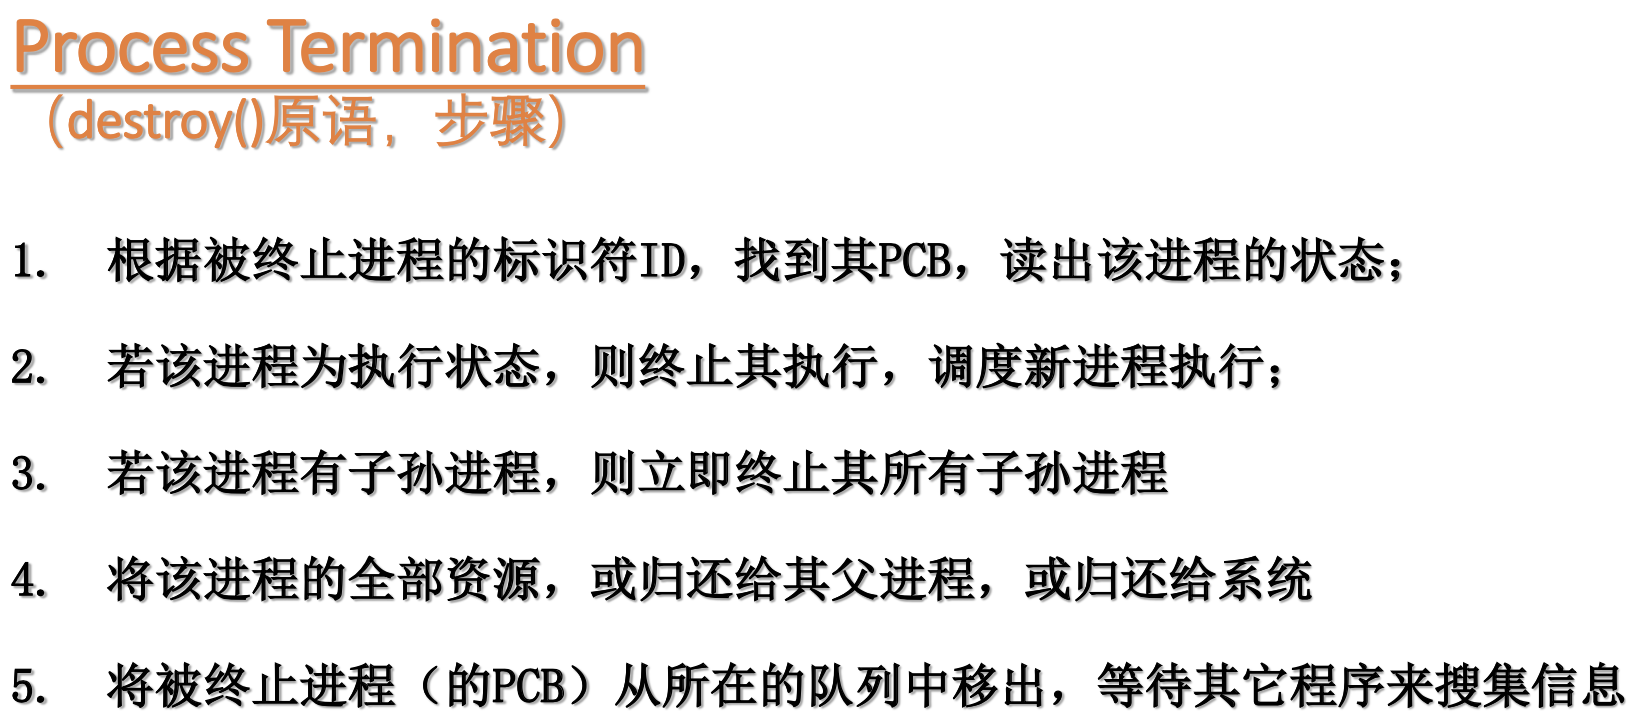 Process Termination
（destroy()原语，步骤）
1. 根据被终止进程的标识符ID，找到其PCB，读出该进程的状态；
2. 若该进程为执行状态，则终止其执行，调度新进程执行；
3. 若该进程有子孙进程，则立即终止其所有子孙进程
4. 将该进程的全部资源，或归还给其父进程，或归还给系统
5. 将被终止进程（的PCB）从所在的队列中移出，等待其它程序来搜集信息